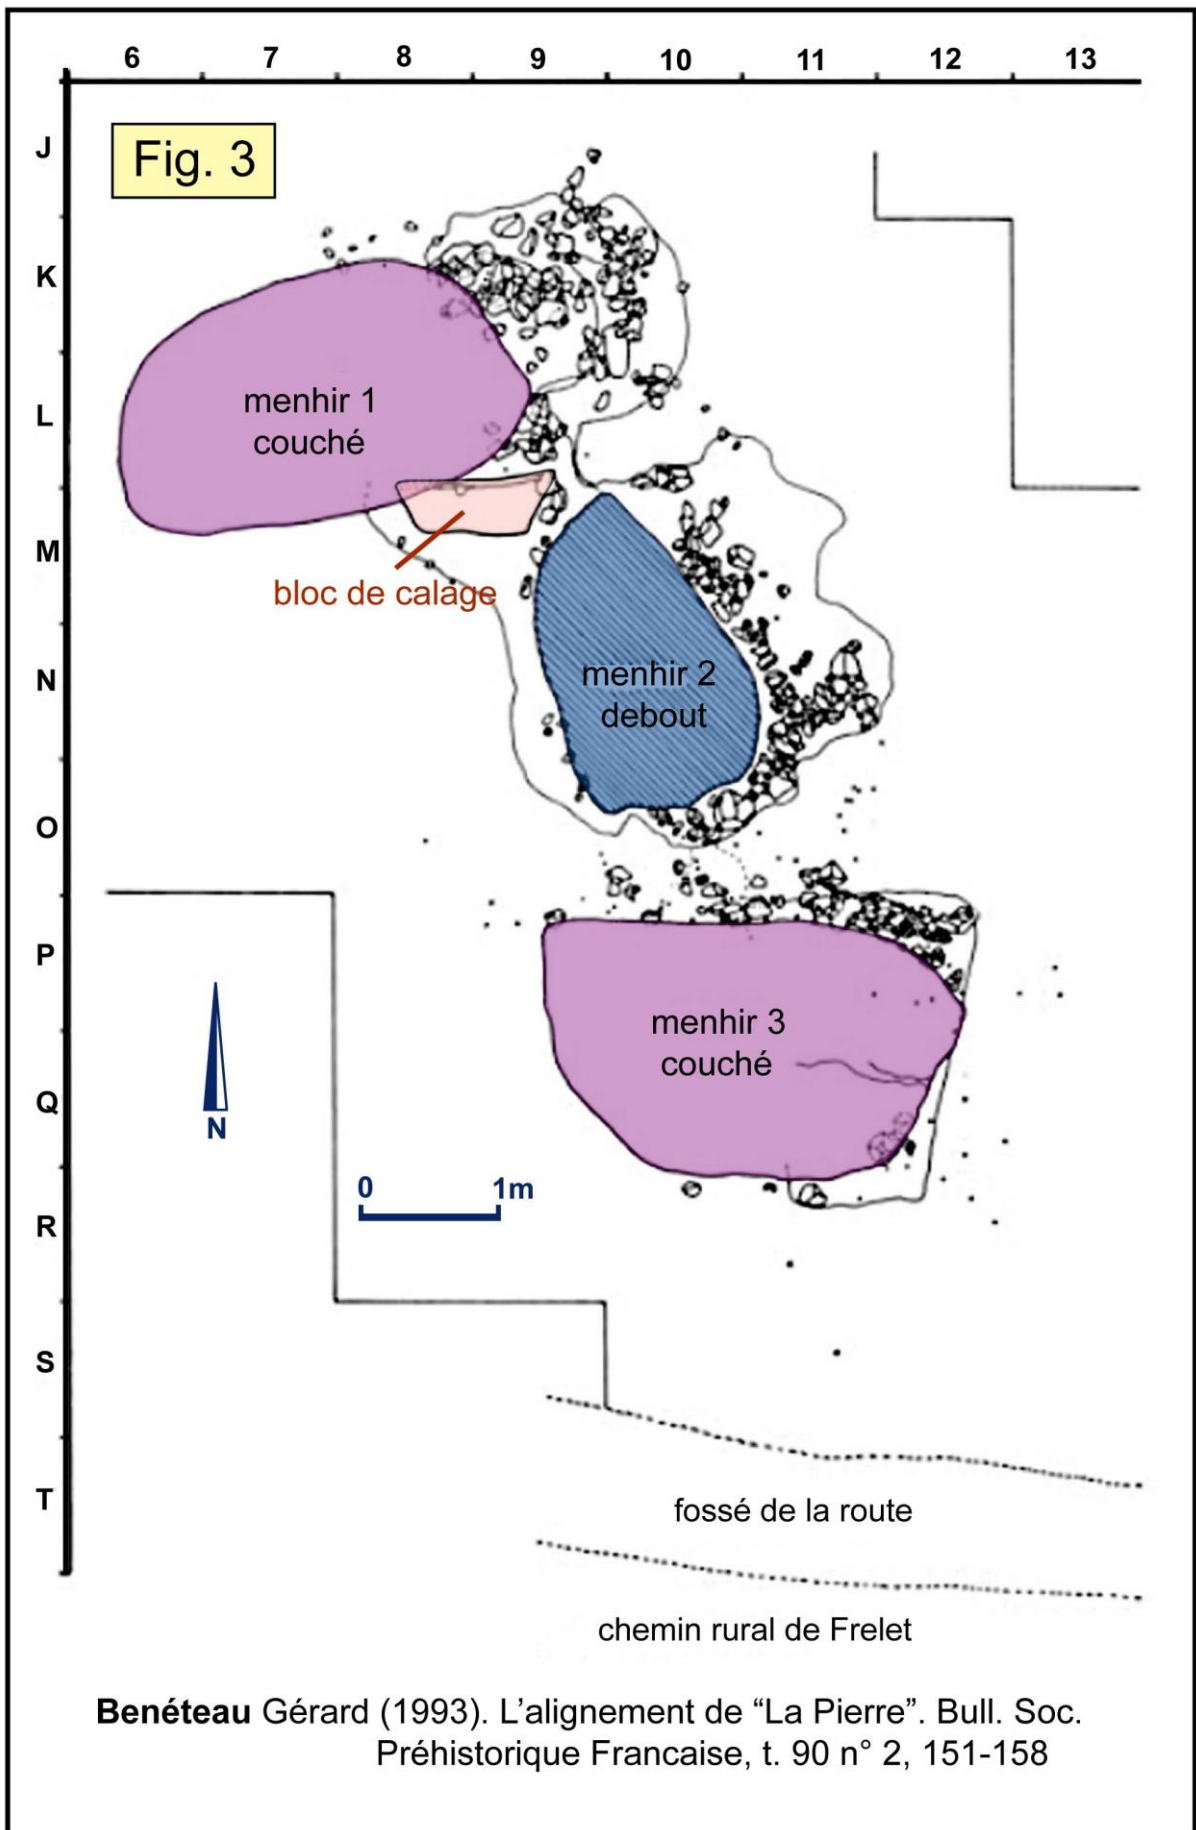 6 7 8 9 10 11 12 13
J
Fig. 3
K
L
menhir 1
couché
M
bloc de calage
N
menhir 2
debout
O
P
menhir 3
couché
Q
N
0 1m
R
S
T
fossé de la route
chemin rural de Frelet
Benéteau Gérard (1993). L’alignement de “La Pierre”. Bull. Soc.
Préhistorique Francaise, t. 90 n° 2, 151-158